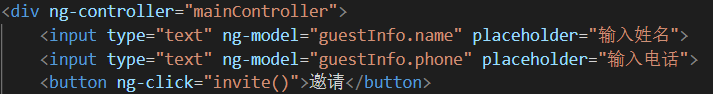 <div ng-controller="mainController">
<input type="text" ng-model="guestInfo.name" placeholder="输入姓名">
<input type="text" ng-model="guestInfo.phone" placeholder="输入电话">
<button ng-click="invite()">邀请</button>